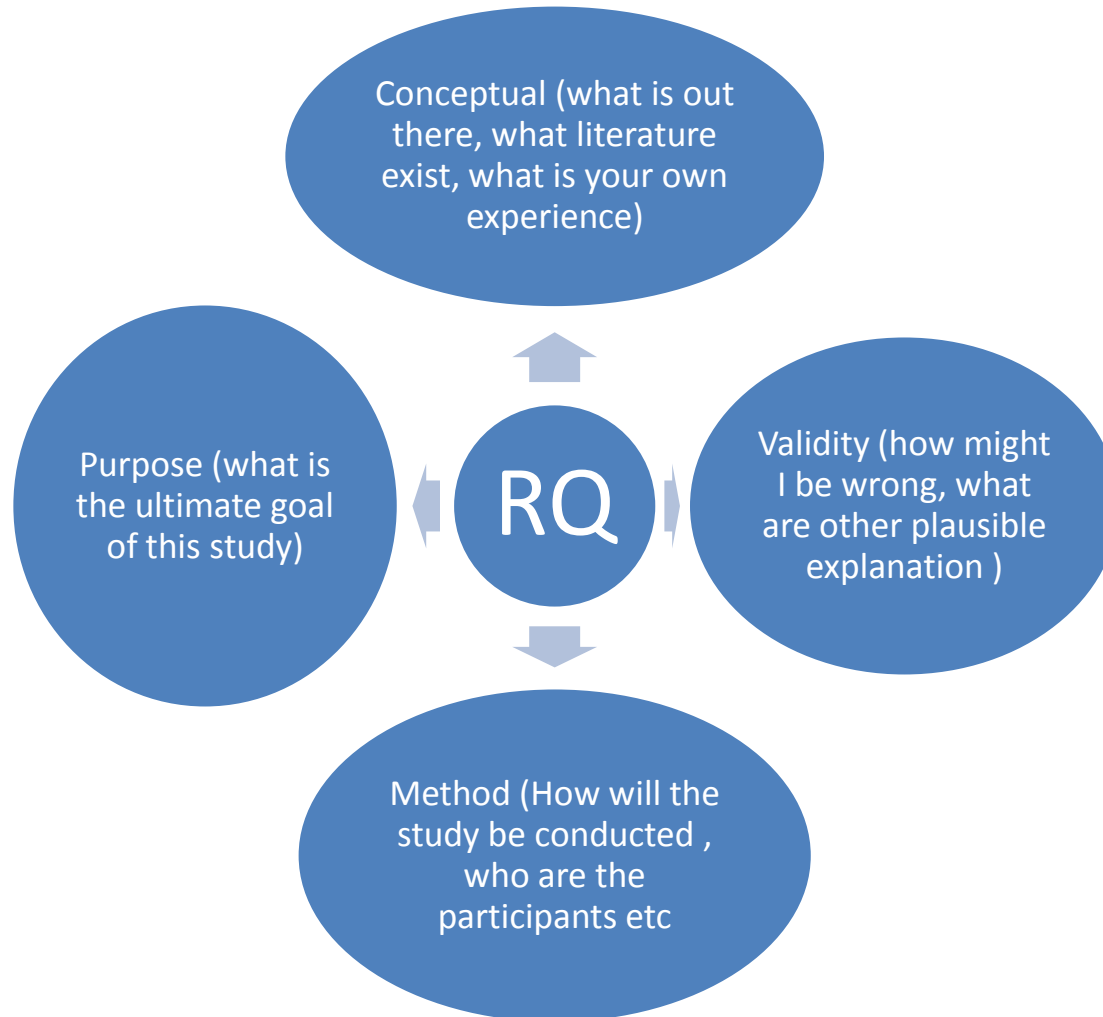 Conceptual (what is out
there, what literature
exist, what is your own
experience)
Purpose (what is
the ultimate goal
of this study)
RQ
Validity (how might
I be wrong, what
are other plausible
explanation )
Method (How will the
study be conducted ,
who are the
participants etc